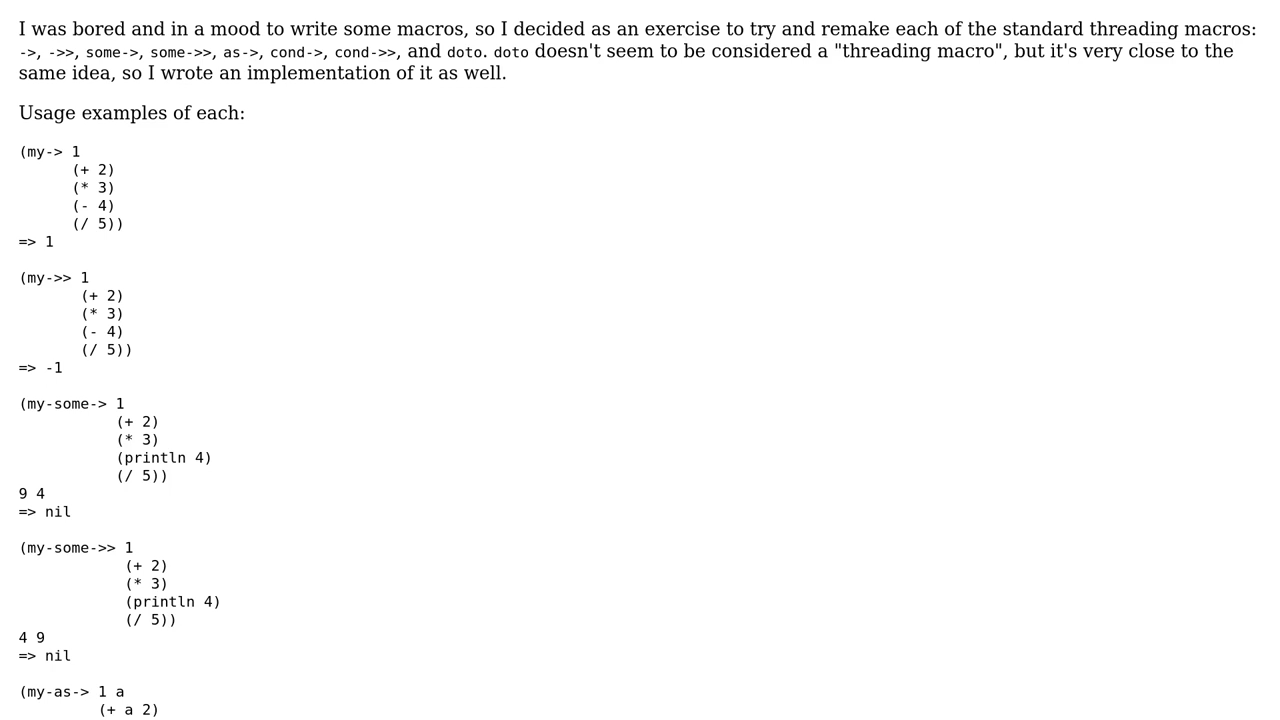 I was bored and in a mood to write some macros, so I decided as an exercise to try and remake each of the standard threading macros:
->, ->>, some->, some->>, as->, cond->, cond->>, and doto. doto doesn't seem to be considered a "threading macro", but it's very close to the
same idea, so I wrote an implementation of it as well.
Usage examples of each:
(my-> 1
      (+ 2)
      (* 3)
      (- 4)
      (/ 5))
=> 1
(my->> 1
       (+ 2)
       (* 3)
       (- 4)
       (/ 5))
=> -1
(my-some-> 1
           (+ 2)
           (* 3)
           (println 4)
           (/ 5))
9 4
=> nil
(my-some->> 1
            (+ 2)
            (* 3)
            (println 4)
            (/ 5))
4 9
=> nil
(my-as-> 1 a
         (+ a 2)